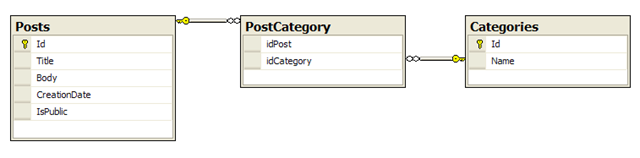 Posts
Id
Title
Body
CreationDate
IsPublic
PostCategory
idPost
idCategory
Categories
Id
Name